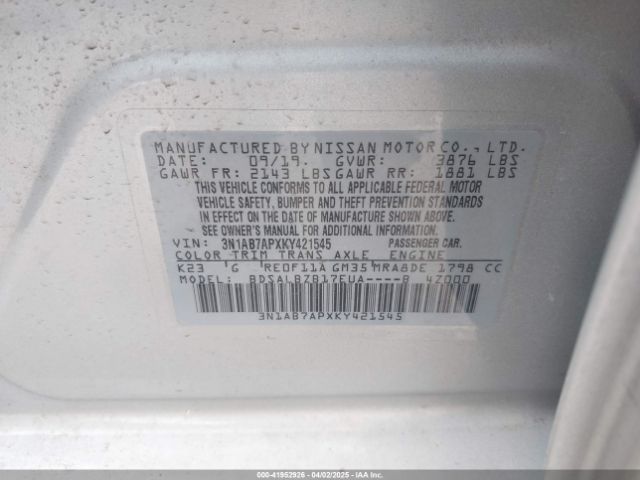 MANUFACTURED BY NISSAN MOTOR CO., LTD.
DATE: 09/19. GVWR: 3876 LBS
GAWR FR: 2143 LBS GAWR RR: 1881 LBS
THIS VEHICLE CONFORMS TO ALL APPLICABLE FEDERAL MOTOR
VEHICLE SAFETY, BUMPER AND THEFT PREVENTION STANDARDS
IN EFFECT ON THE DATE OF MANUFACTURE SHOWN ABOVE.
SEE OWNER'S MANUAL FOR ADDITIONAL INFORMATION
VIN: 3N1AB7APXKY421545 PASSENGER CAR.
COLOR TRIM TRANS AXLE ENGINE
K23 G RE0F11A GM35 MRA8DE 1798 CC
MODEL: BDSALBZB17EUA----B 4Z000
3N1AB7APXKY421545
000-41952926 - 04/02/2025 - IAAI.COM